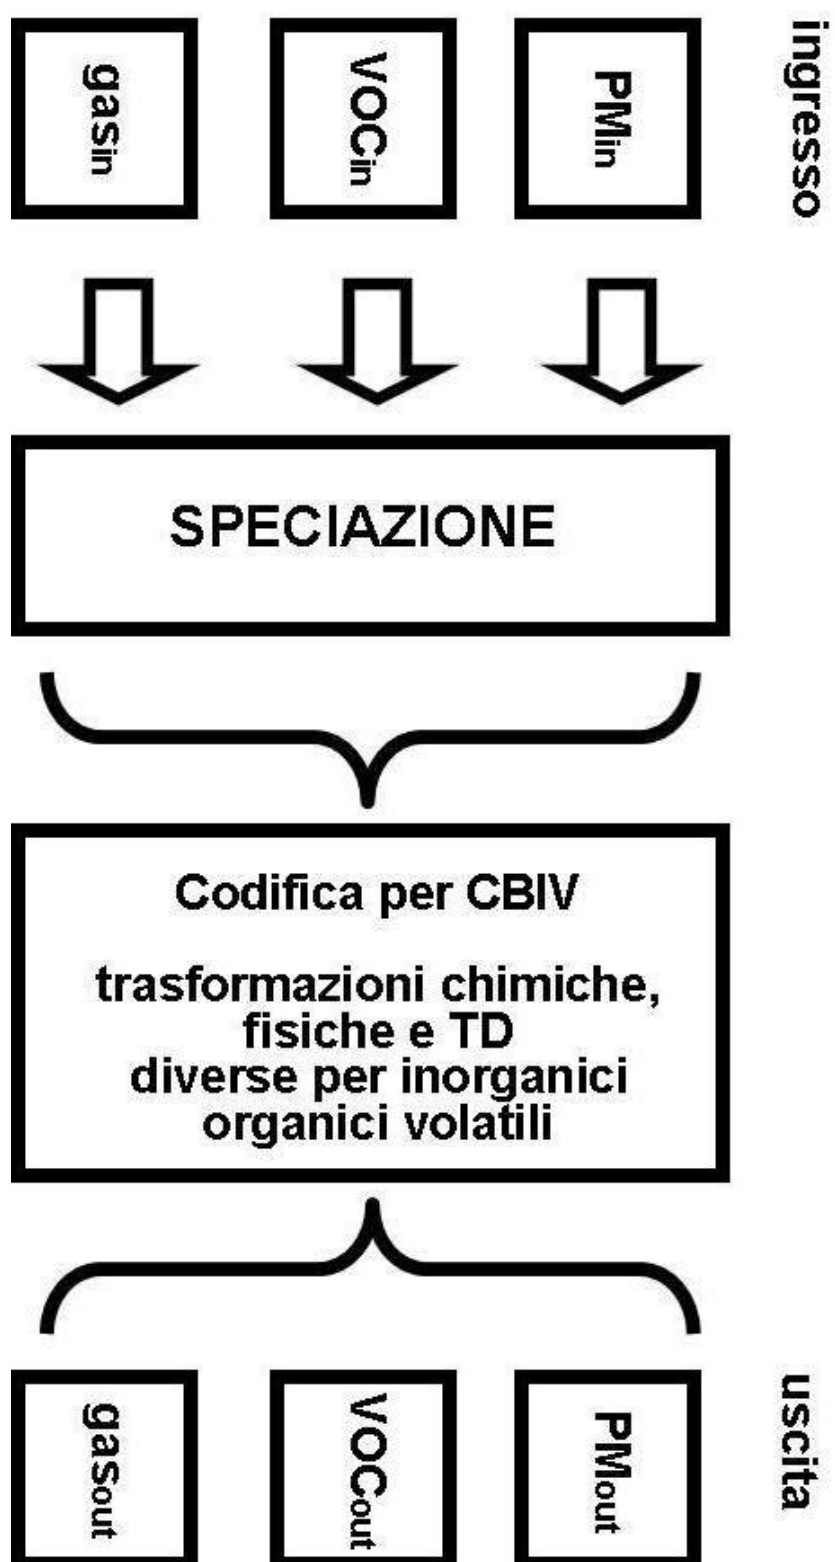 ingresso
gasin
VOCin
PMin
SPECIAZIONE
Codifica per CBIV
trasformazioni chimiche,
fisiche e TD
diverse per inorganici
organici volatili
uscita
gasout
VOCout
PMout